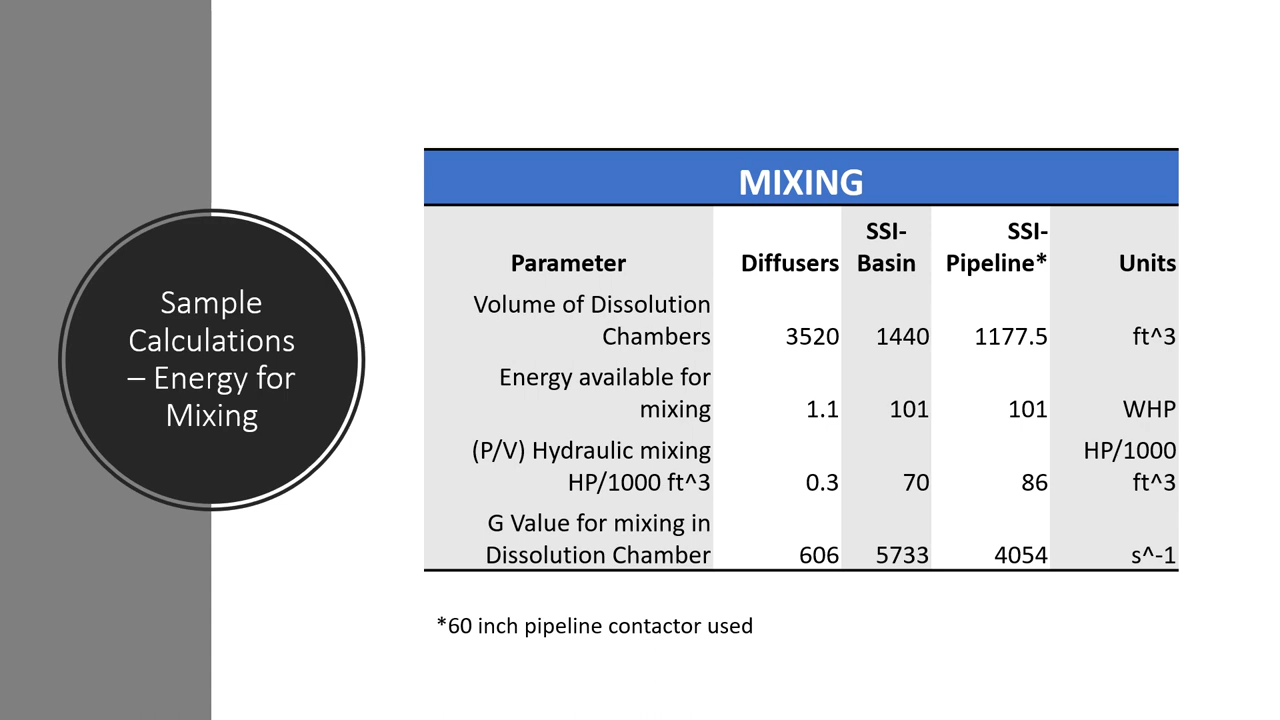 Sample
Calculations
– Energy for
Mixing
MIXING
Parameter Diffusers SSI-Basin SSI-Pipeline* Units
Volume of Dissolution
Chambers 3520 1440 1177.5 ft^3
Energy available for
mixing 1.1 101 101 WHP
(P/V) Hydraulic mixing
HP/1000 ft^3 0.3 70 86 HP/1000 ft^3
G Value for mixing in
Dissolution Chamber 606 5733 4054 s^-1
*60 inch pipeline contactor used